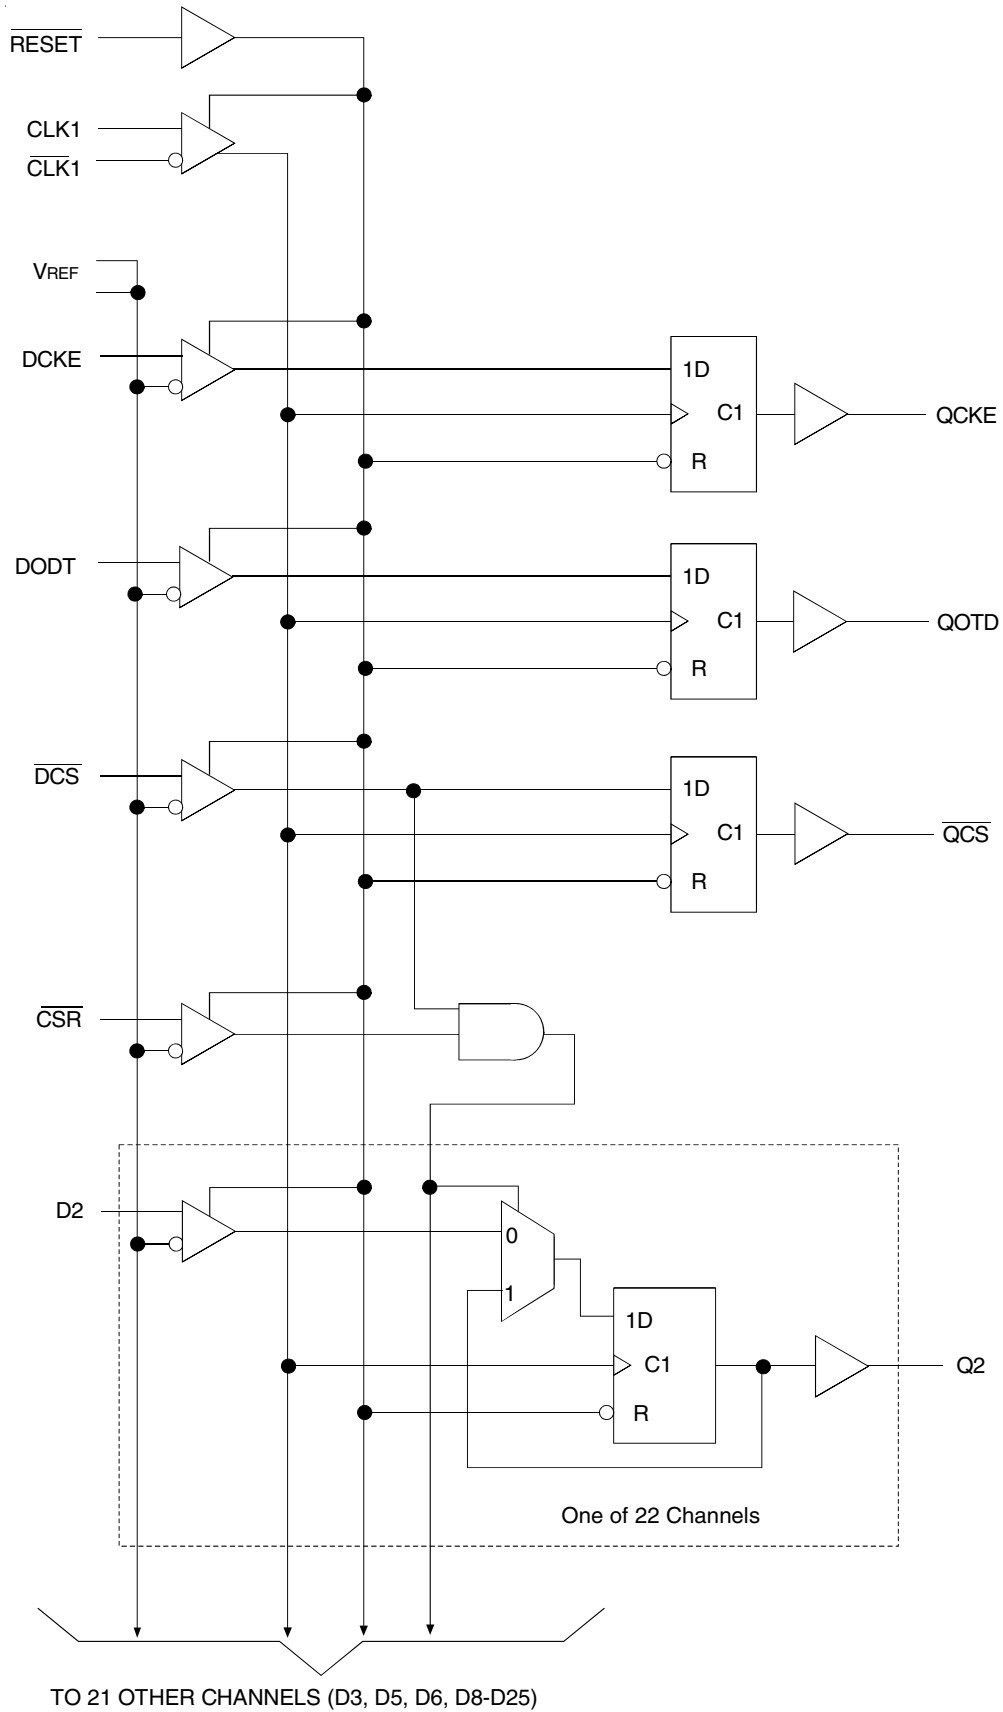 RESET
CLK1
CLK1
VREF
DCKE
1D
C1
QCKE
R
DODT
1D
C1
QOTD
R
DCS
1D
C1
QCS
R
CSR
D2
0
1
1D
C1
Q2
R
One of 22 Channels
TO 21 OTHER CHANNELS (D3, D5, D6, D8-D25)